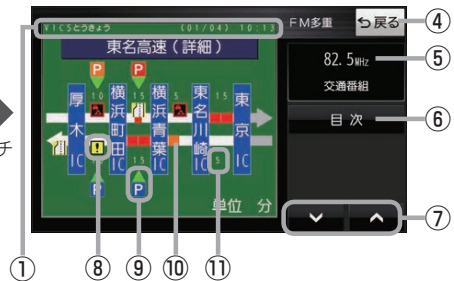 VICSとうきょう (01/04) 10:13
FM多重
戻る
④
東名高速(詳細)
82.5MHz
⑤
交通番組
P P
10 15 5 15
厚木IC
横浜町田IC
横浜青葉IC
東名川崎IC
東京IC
目次
⑥
チ
15 5
P P
単位 分
⑦
① ⑧ ⑨ ⑩ ⑪